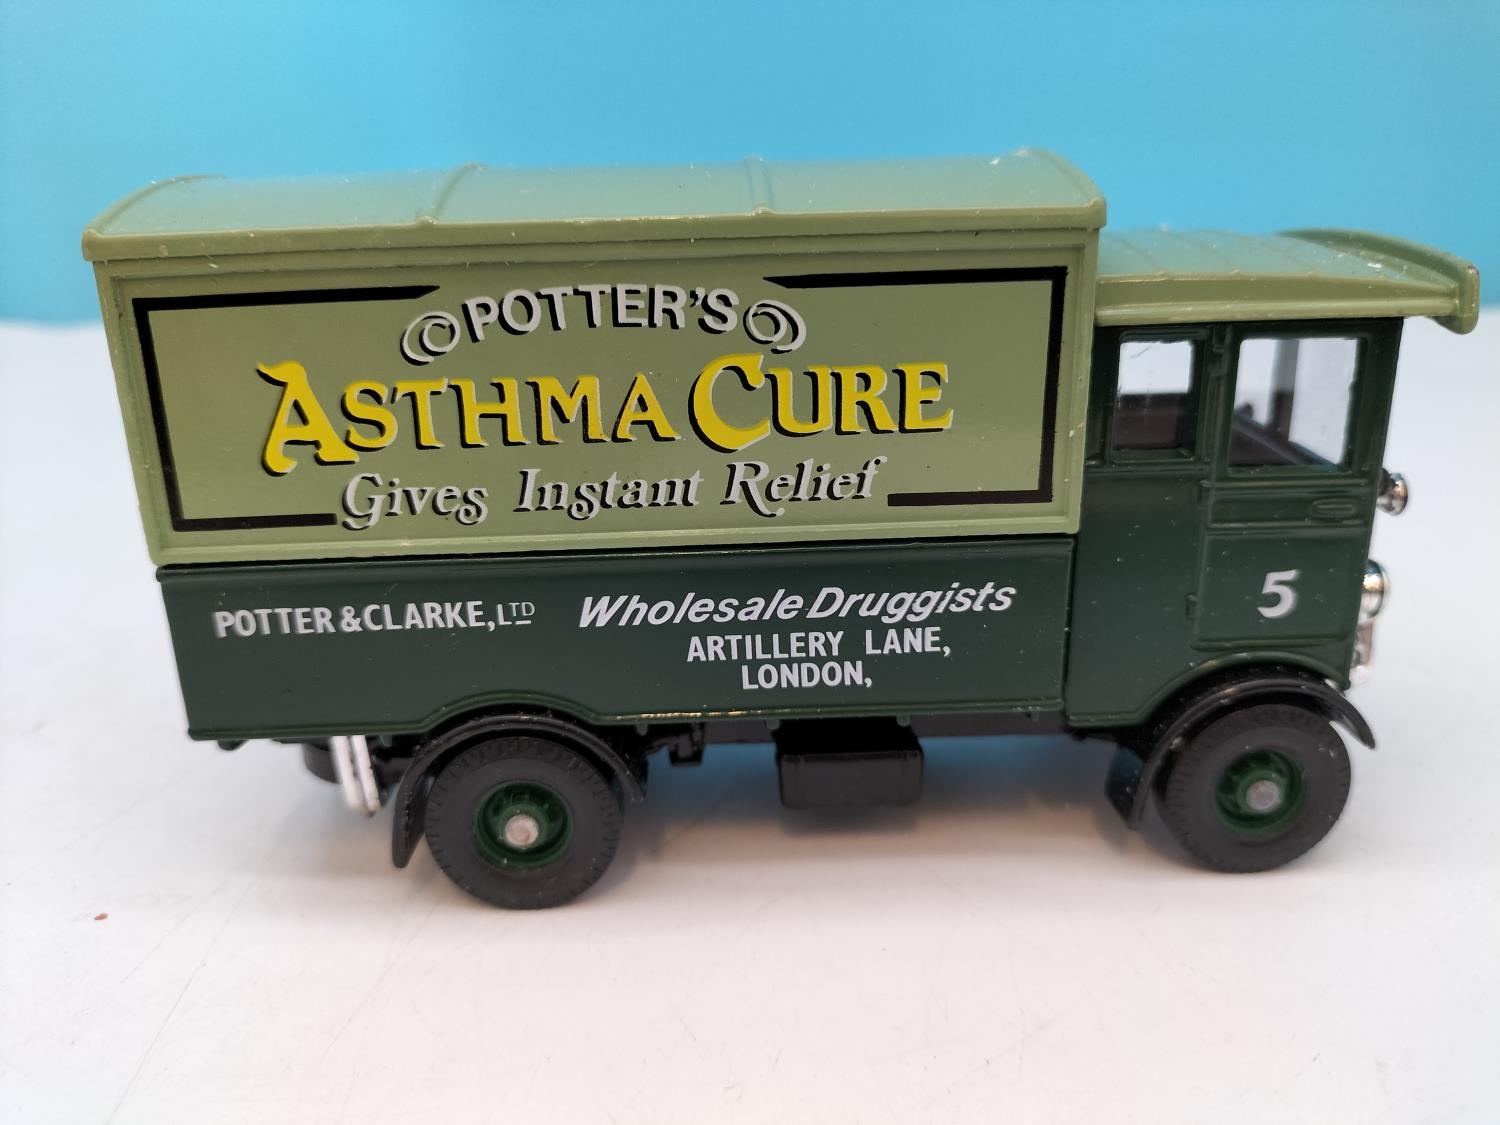 POTTER'S
ASTHMA CURE
Gives Instant Relief
POTTER & CLARKE, LTD Wholesale Druggists
ARTILLERY LANE,
LONDON,
5